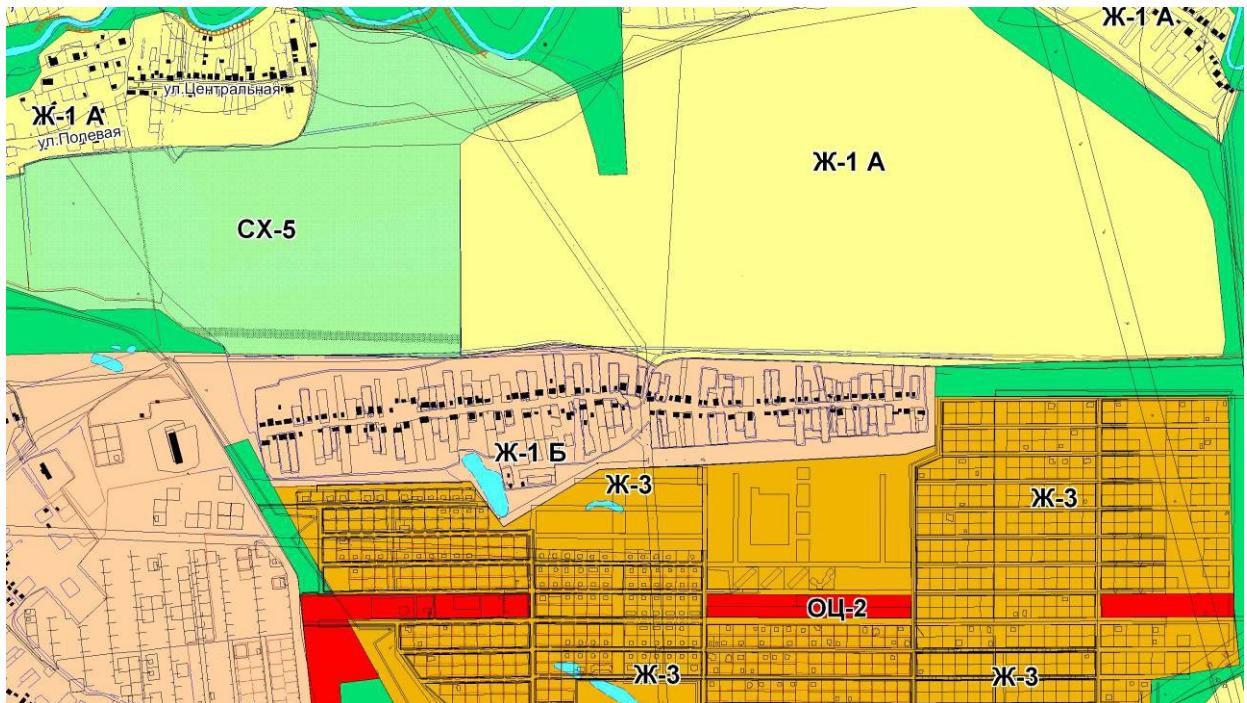 Ж-1 А
ул.Центральная
Ж-1 А
ул.Полевая
Ж-1 А
СХ-5
Ж-1 Б
Ж-3
Ж-3
ОЦ-2
Ж-3
Ж-3